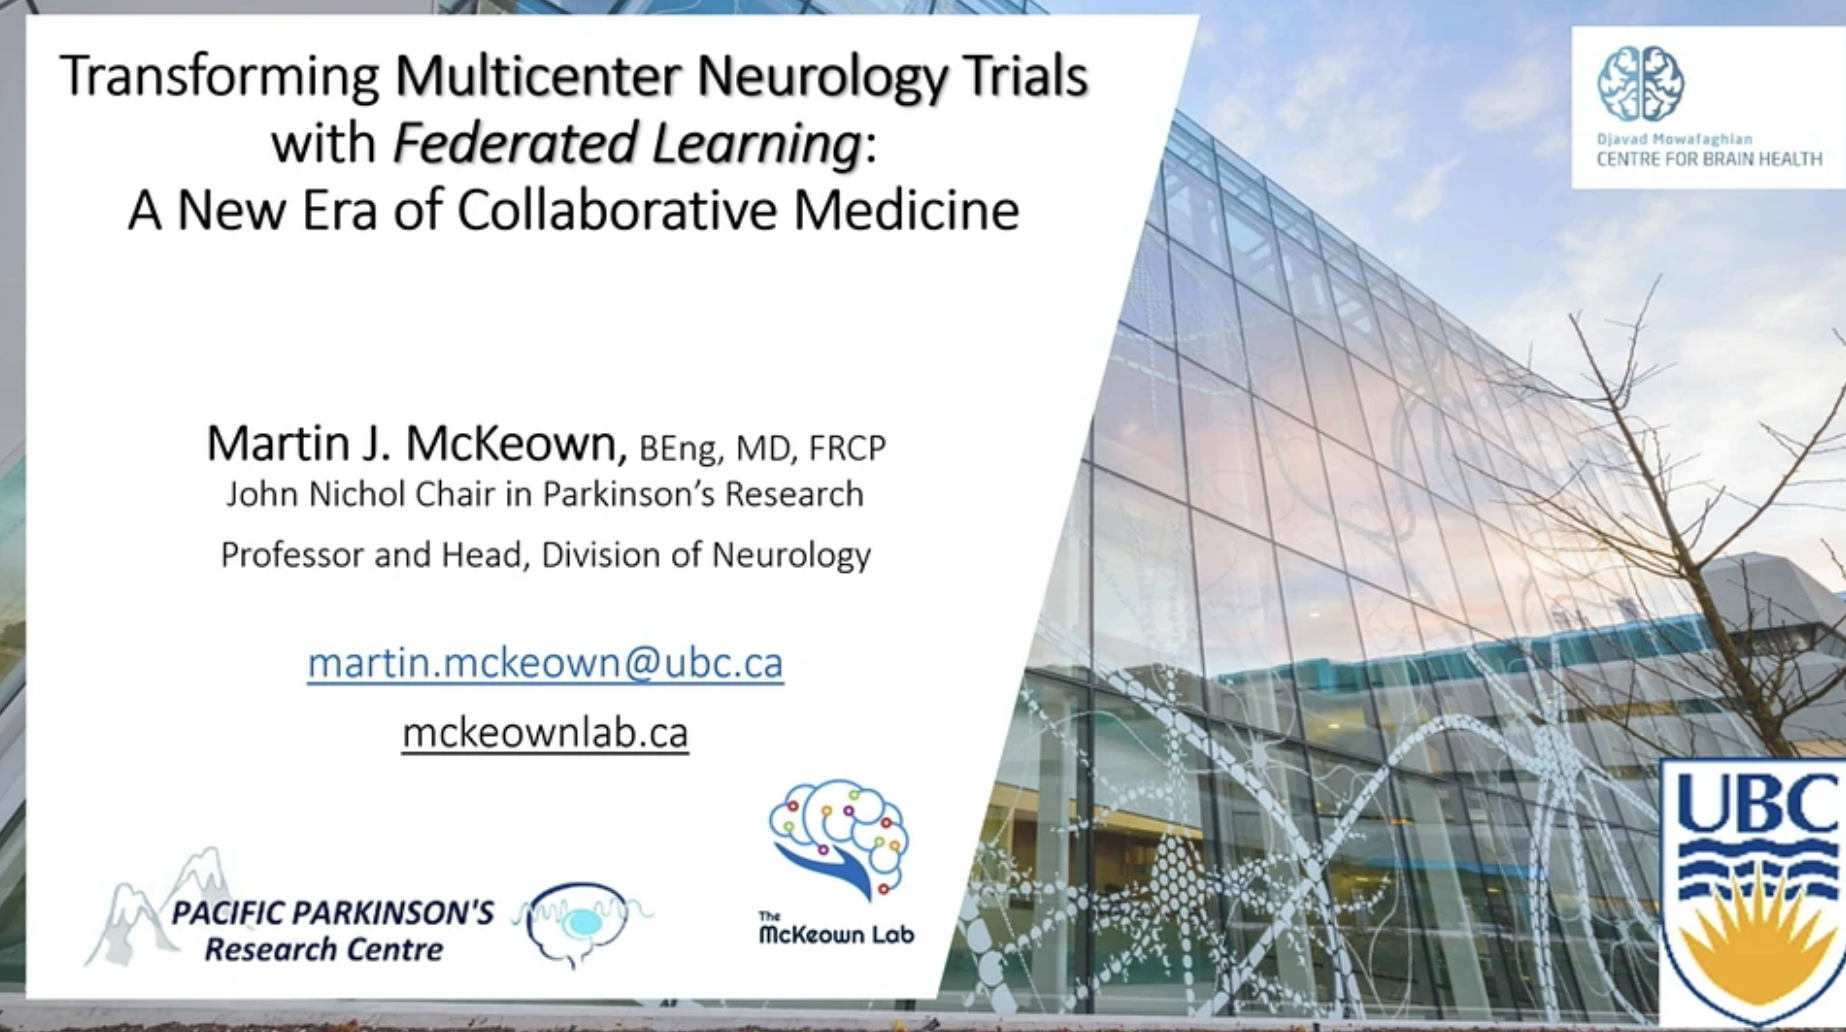 Transforming Multicenter Neurology Trials
with Federated Learning:
A New Era of Collaborative Medicine
Djavad Mowafaghian
CENTRE FOR BRAIN HEALTH
Martin J. McKeown, BEng, MD, FRCP
John Nichol Chair in Parkinson’s Research
Professor and Head, Division of Neurology
martin.mckeown@ubc.ca
mckeownlab.ca
PACIFIC PARKINSON'S
Research Centre
The
McKeown Lab
UBC